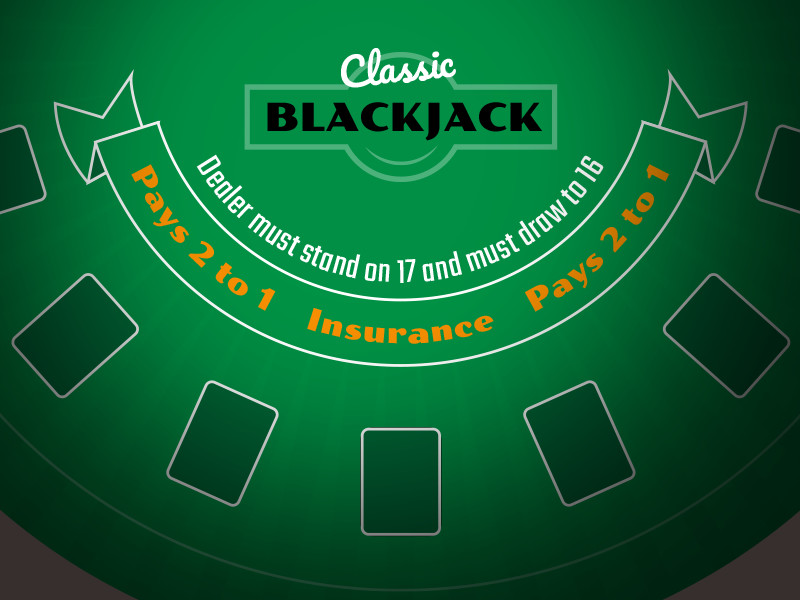 Classic
BLACKJACK
Dealer must stand on 17 and must draw to 16
Pays 2 to 1 Insurance Pays 2 to 1